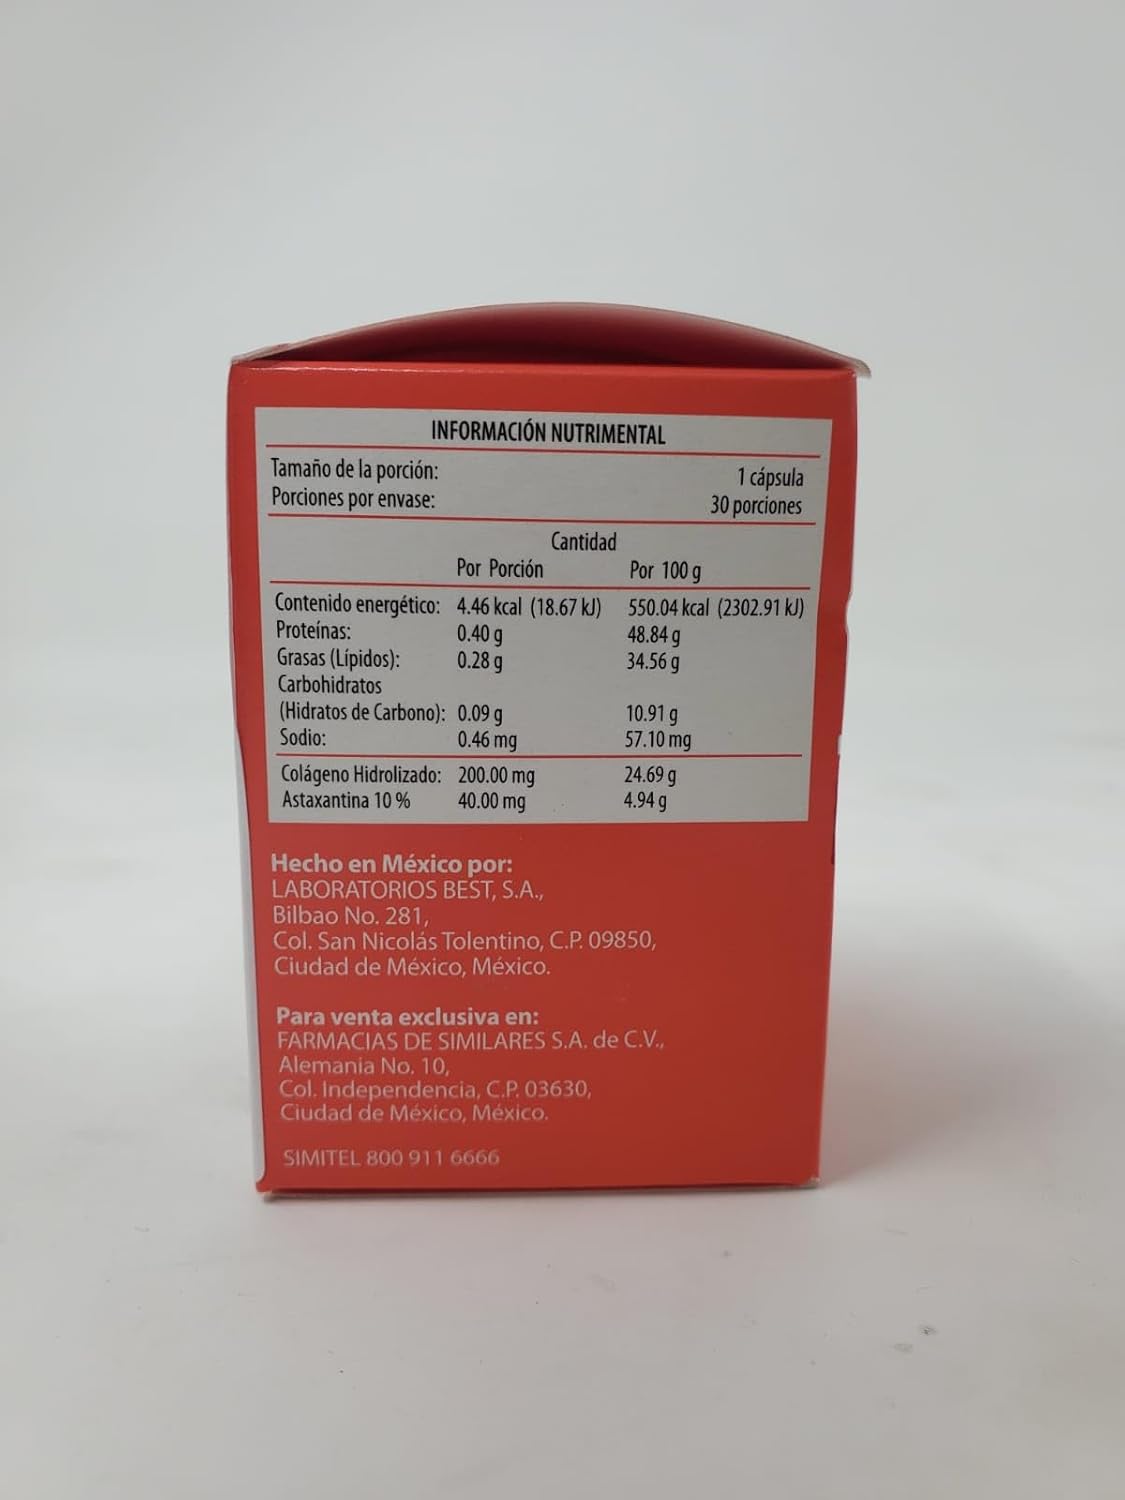 INFORMACIÓN NUTRIMENTAL
Tamaño de la porción: 1 cápsula
Porciones por envase: 30 porciones
Cantidad
Por Porción Por 100 g
Contenido energético: 4.46 kcal (18.67 kJ) 550.04 kcal (2302.91 kJ)
Proteínas: 0.40 g 48.84 g
Grasas (Lípidos): 0.28 g 34.56 g
Carbohidratos
(Hidratos de Carbono): 0.09 g 10.91 g
Sodio: 0.46 mg 57.10 mg
Colágeno Hidrolizado: 200.00 mg 24.69 g
Astaxantina 10 % 40.00 mg 4.94 g
Hecho en México por:
LABORATORIOS BEST, S.A.,
Bilbao No. 281,
Col. San Nicolás Tolentino, C.P. 09850,
Ciudad de México, México.
Para venta exclusiva en:
FARMACIAS DE SIMILARES S.A. de C.V.,
Alemania No. 10,
Col. Independencia, C.P. 03630,
Ciudad de México, México.
SIMITEL 800 911 6666